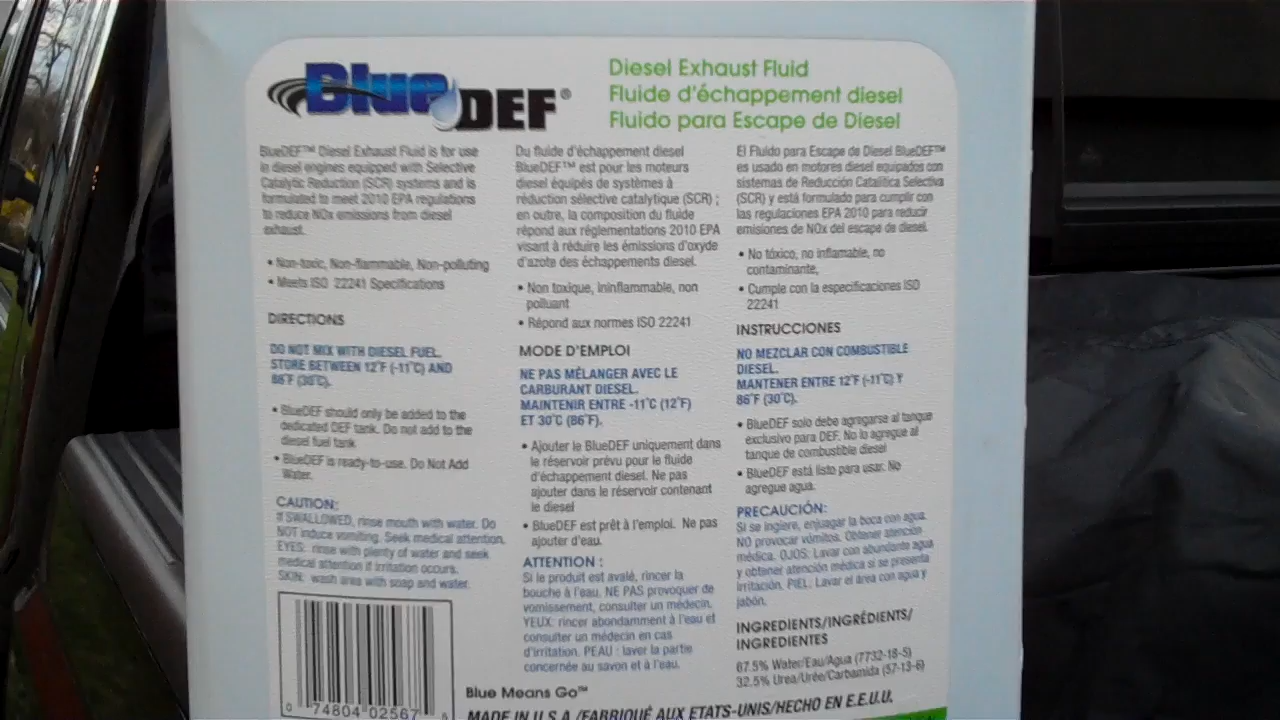 BlueDEF®
Diesel Exhaust Fluid
Fluide d'échappement diesel
Fluido para Escape de Diesel
BlueDEF™ Diesel Exhaust Fluid is for use
in diesel engines equipped with Selective
Catalytic Reduction (SCR) systems and is
formulated to meet 2010 EPA regulations
to reduce NOx emissions from diesel
exhaust.
• Non-toxic, Non-flammable, Non-polluting
• Meets ISO 22241 Specifications
DIRECTIONS
DO NOT MIX WITH DIESEL FUEL.
STORE BETWEEN 12°F (-11°C) AND
86°F (30°C).
• BlueDEF should only be added to the
dedicated DEF tank. Do not add to the
diesel fuel tank
• BlueDEF is ready-to-use. Do Not Add
Water.
CAUTION:
If SWALLOWED, rinse mouth with water. Do
NOT induce vomiting. Seek medical attention.
EYES: rinse with plenty of water and seek
medical attention if irritation occurs.
SKIN: wash area with soap and water.
0 74804 02567
Du fluide d'échappement diesel
BlueDEF™ est pour les moteurs
diesel équipés de systèmes à
réduction sélective catalytique (SCR) ;
en outre, la composition du fluide
répond aux réglementations 2010 EPA
visant à réduire les émissions d'oxyde
d'azote des échappements diesel.
• Non toxique, ininflammable, non
polluant
• Répond aux normes ISO 22241
MODE D'EMPLOI
NE PAS MÉLANGER AVEC LE
CARBURANT DIESEL.
MAINTENIR ENTRE -11°C (12°F)
ET 30°C (86°F).
• Ajouter le BlueDEF uniquement dans
le réservoir prévu pour le fluide
d'échappement diesel. Ne pas
ajouter dans le réservoir contenant
le diesel
• BlueDEF est prêt à l'emploi. Ne pas
ajouter d'eau.
ATTENTION :
Si le produit est avalé, rincer la
bouche à l'eau. NE PAS provoquer de
vomissement, consulter un médecin.
YEUX: rincer abondamment à l'eau et
consulter un médecin en cas
d'irritation. PEAU : laver la partie
concernée au savon et à l'eau.
El Fluido para Escape de Diesel BlueDEF™
es usado en motores diesel equipados con
sistemas de Reducción Catalítica Selectiva
(SCR) y está formulado para cumplir con
las regulaciones EPA 2010 para reducir
emisiones de NOx del escape de diesel.
• No tóxico, no inflamable, no
contaminante,
• Cumple con la especificaciones ISO
22241
INSTRUCCIONES
NO MEZCLAR CON COMBUSTIBLE
DIESEL.
MANTENER ENTRE 12°F (-11°C) Y
86°F (30°C).
• BlueDEF solo debe agregarse al tanque
exclusivo para DEF. No lo agregue al
tanque de combustible diesel
• BlueDEF está listo para usar. No
agregue agua.
PRECAUCIÓN:
Si se ingiere, enjuagar la boca con agua.
NO provocar vómitos. Obtener atención
médica. OJOS: Lavar con abundante agua
y obtener atención médica si se presenta
irritación. PIEL: Lavar el área con agua y
jabón.
INGREDIENTS/INGRÉDIENTS/
INGREDIENTES
67.5% Water/Eau/Agua (7732-18-5)
32.5% Urea/Urée/Carbamida (57-13-6)
Blue Means Go™
MADE IN U.S.A./FABRIQUÉ AUX ETATS-UNIS/HECHO EN E.E.U.U.